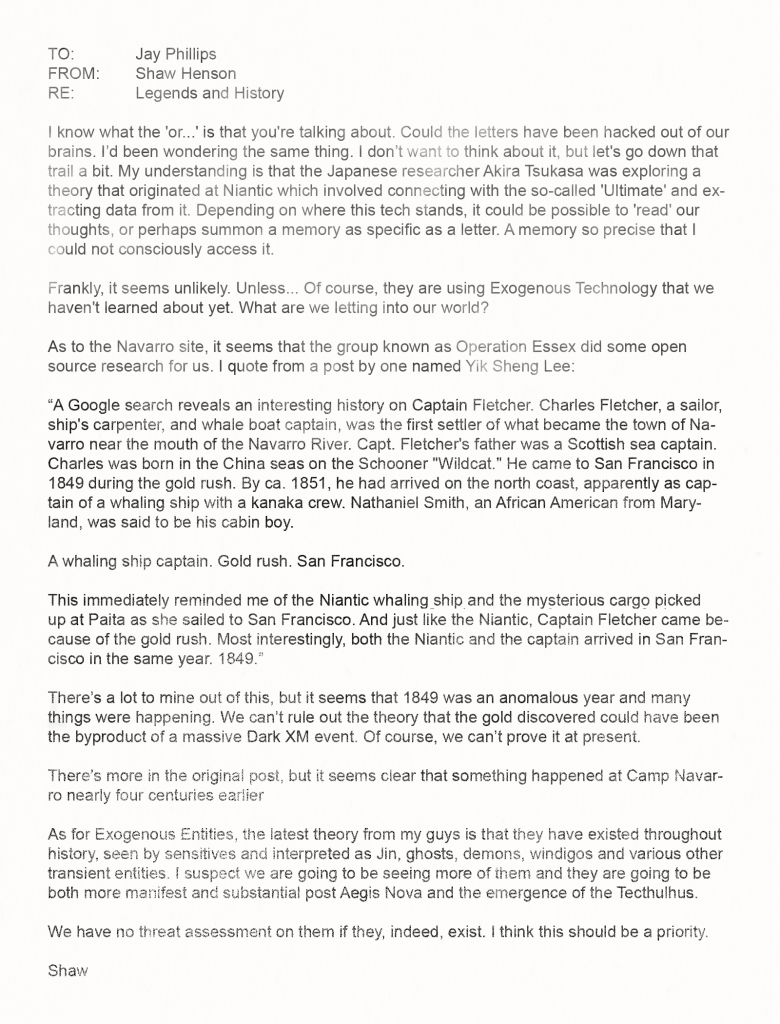 TO: Jay Phillips
FROM: Shaw Henson
RE: Legends and History
I know what the 'or...' is that you're talking about. Could the letters have been hacked out of our
brains. I'd been wondering the same thing. I don't want to think about it, but let's go down that
trail a bit. My understanding is that the Japanese researcher Akira Tsukasa was exploring a
theory that originated at Niantic which involved connecting with the so-called 'Ultimate' and ex-
tracting data from it. Depending on where this tech stands, it could be possible to 'read' our
thoughts, or perhaps summon a memory as specific as a letter. A memory so precise that I
could not consciously access it.
Frankly, it seems unlikely. Unless... Of course, they are using Exogenous Technology that we
haven't learned about yet. What are we letting into our world?
As to the Navarro site, it seems that the group known as Operation Essex did some open
source research for us. I quote from a post by one named Yik Sheng Lee:
“A Google search reveals an interesting history on Captain Fletcher. Charles Fletcher, a sailor,
ship's carpenter, and whale boat captain, was the first settler of what became the town of Na-
varro near the mouth of the Navarro River. Capt. Fletcher's father was a Scottish sea captain.
Charles was born in the China seas on the Schooner "Wildcat." He came to San Francisco in
1849 during the gold rush. By ca. 1851, he had arrived on the north coast, apparently as cap-
tain of a whaling ship with a kanaka crew. Nathaniel Smith, an African American from Mary-
land, was said to be his cabin boy.
A whaling ship captain. Gold rush. San Francisco.
This immediately reminded me of the Niantic whaling ship and the mysterious cargo picked
up at Paita as she sailed to San Francisco. And just like the Niantic, Captain Fletcher came be-
cause of the gold rush. Most interestingly, both the Niantic and the captain arrived in San Fran-
cisco in the same year. 1849.”
There's a lot to mine out of this, but it seems that 1849 was an anomalous year and many
things were happening. We can't rule out the theory that the gold discovered could have been
the byproduct of a massive Dark XM event. Of course, we can't prove it at present.
There's more in the original post, but it seems clear that something happened at Camp Navar-
ro nearly four centuries earlier
As for Exogenous Entities, the latest theory from my guys is that they have existed throughout
history, seen by sensitives and interpreted as Jin, ghosts, demons, windigos and various other
transient entities. I suspect we are going to be seeing more of them and they are going to be
both more manifest and substantial post Aegis Nova and the emergence of the Tecthulhus.
We have no threat assessment on them if they, indeed, exist. I think this should be a priority.
Shaw